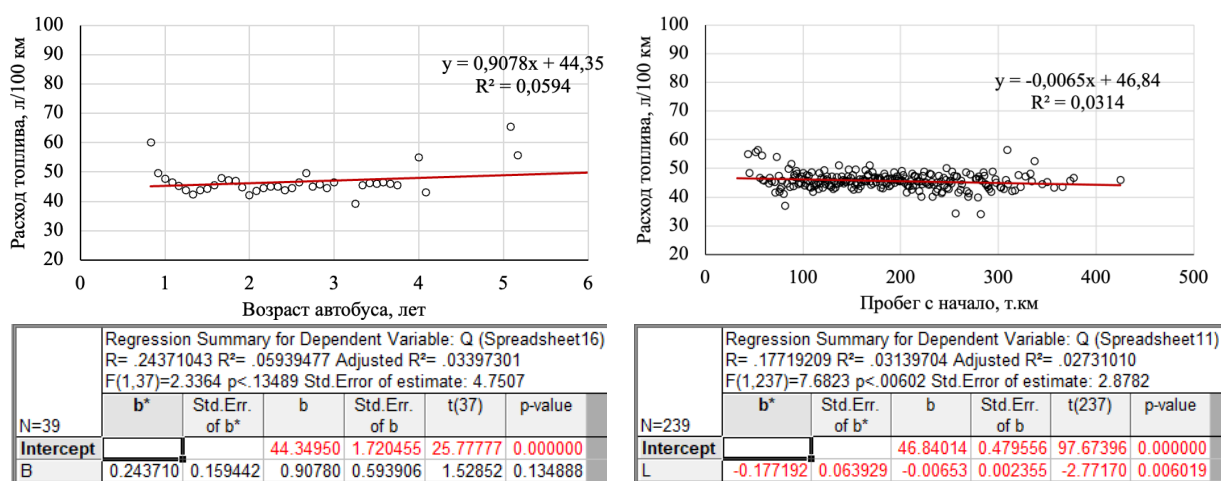 100
90
80
70
60
50
40
30
20
Расход топлива, л/100 км
y = 0,9078x + 44,35
R² = 0,0594
0 1 2 3 4 5 6
Возраст автобуса, лет
100
90
80
70
60
50
40
30
20
Расход топлива, л/100 км
y = -0,0065x + 46,84
R² = 0,0314
0 100 200 300 400 500
Пробег с начало, т.км
Regression Summary for Dependent Variable: Q (Spreadsheet16)
R= .24371043 R²= .05939477 Adjusted R²= .03397301
F(1,37)=2.3364 p<.13489 Std.Error of estimate: 4.7507
N=39 b* Std.Err. of b* b Std.Err. of b t(37) p-value
Intercept 44.34950 1.720455 25.77777 0.000000
B 0.243710 0.159442 0.90780 0.593906 1.52852 0.134888
Regression Summary for Dependent Variable: Q (Spreadsheet11)
R= .17719209 R²= .03139704 Adjusted R²= .02731010
F(1,237)=7.6823 p<.00602 Std.Error of estimate: 2.8782
N=239 b* Std.Err. of b* b Std.Err. of b t(237) p-value
Intercept 46.84014 0.479556 97.67396 0.000000
L -0.177192 0.063929 -0.00653 0.002355 -2.77170 0.006019